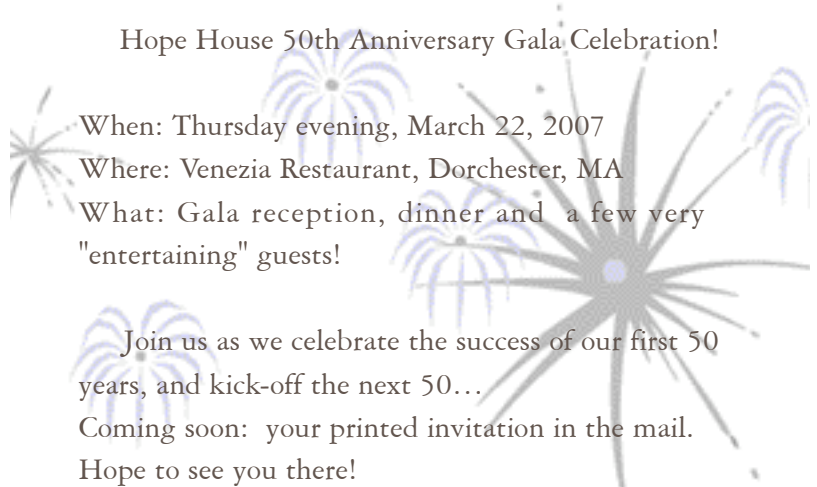 Hope House 50th Anniversary Gala Celebration!
When: Thursday evening, March 22, 2007
Where: Venezia Restaurant, Dorchester, MA
What: Gala reception, dinner and  a few very
"entertaining" guests!
Join us as we celebrate the success of our first 50
years, and kick-off the next 50…
Coming soon:  your printed invitation in the mail.
Hope to see you there!